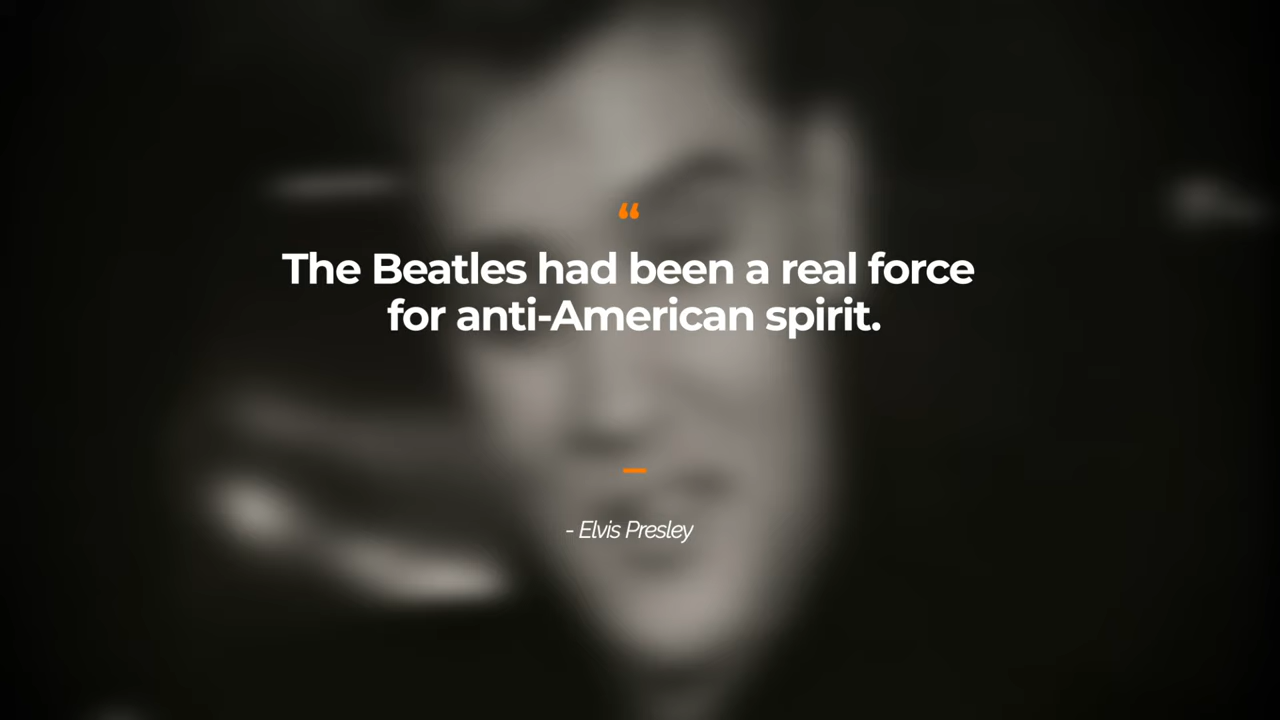 “
The Beatles had been a real force
for anti-American spirit.
- Elvis Presley